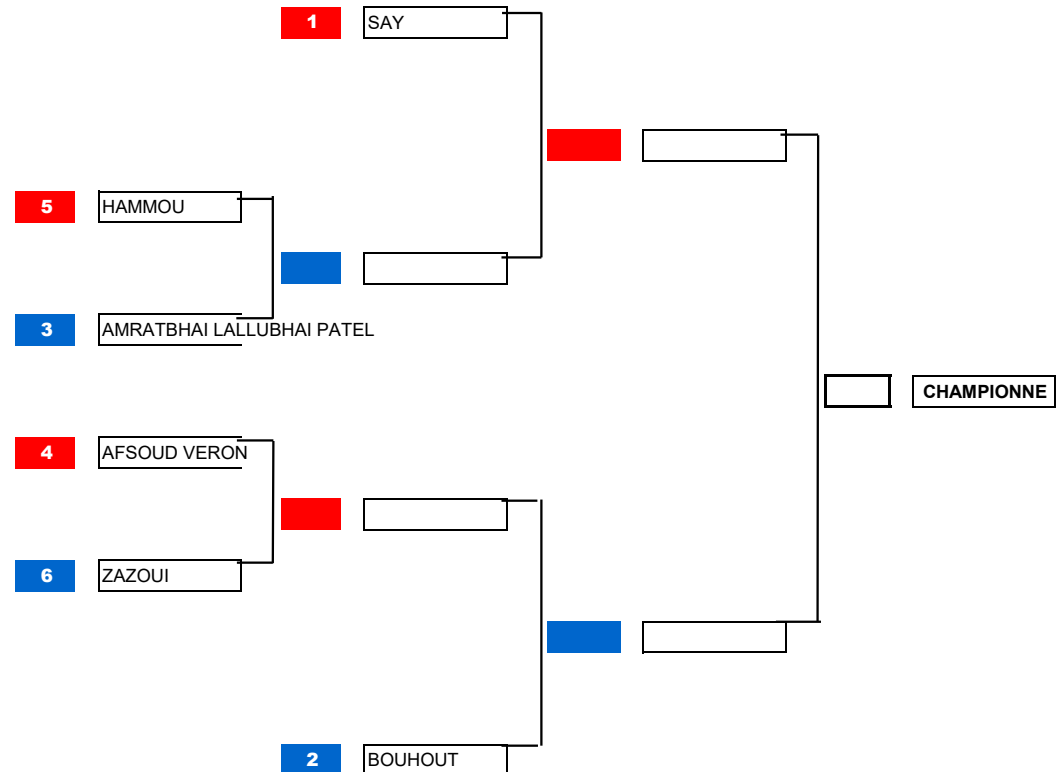 1 SAY
5 HAMMOU
3 AMRATBHAI LALLUBHAI PATEL
CHAMPIONNE
4 AFSOUD VERON
6 ZAZOUI
2 BOUHOUT